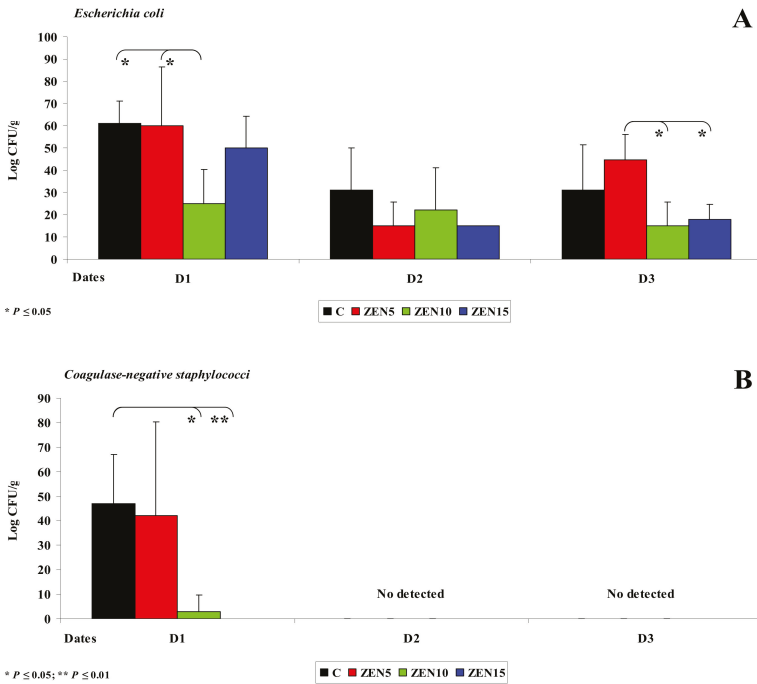 Escherichia coli
A
Log CFU/g
100
90
80
70
60
50
40
30
20
10
0
* *
* *
Dates D1 D2 D3
* P ≤ 0.05
C ZEN5 ZEN10 ZEN15
Coagulase-negative staphylococci
B
Log CFU/g
90
80
70
60
50
40
30
20
10
0
* **
No detected No detected
Dates D1 D2 D3
* P ≤ 0.05; ** P ≤ 0.01
C ZEN5 ZEN10 ZEN15